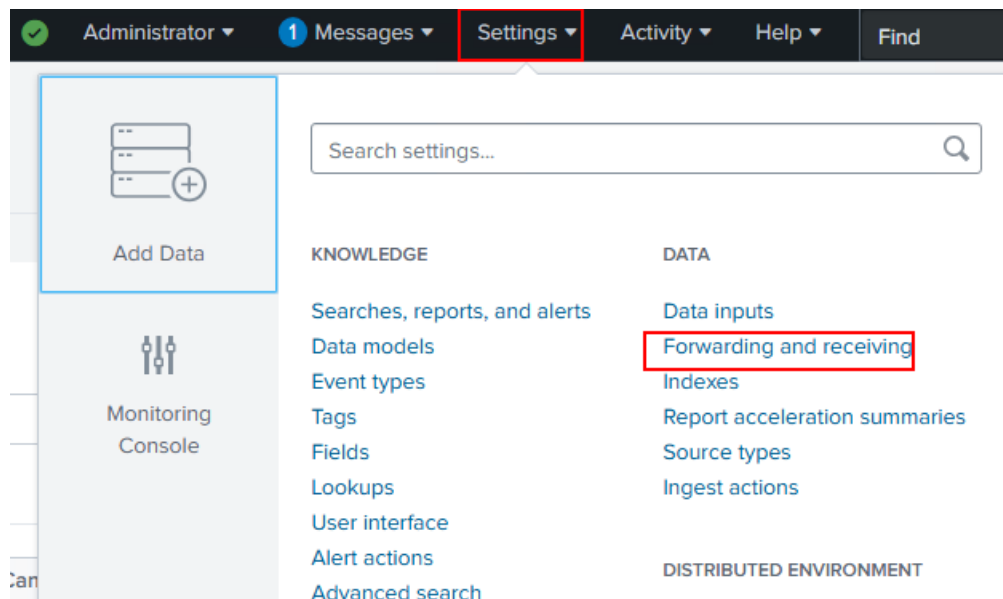 Administrator 1 Messages Settings Activity Help Find
Search settings...
Add Data
Monitoring
Console
KNOWLEDGE
Searches, reports, and alerts
Data models
Event types
Tags
Fields
Lookups
User interface
Alert actions
Advanced search
DATA
Data inputs
Forwarding and receiving
Indexes
Report acceleration summaries
Source types
Ingest actions
DISTRIBUTED ENVIRONMENT